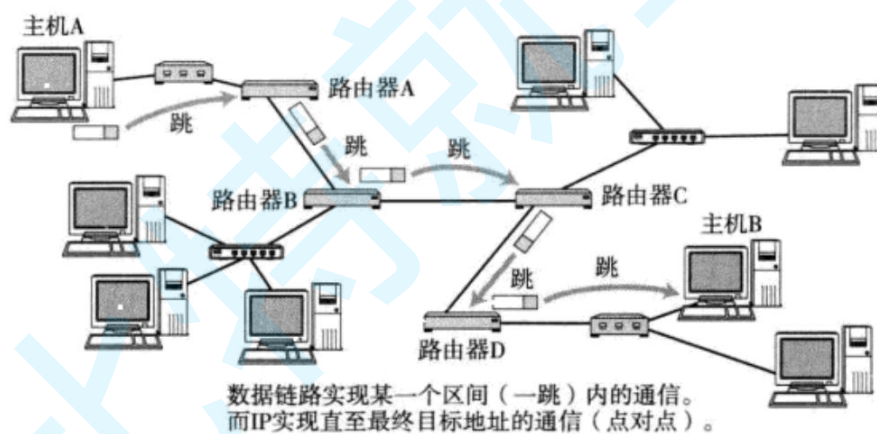 主机A
路由器A
跳
跳
跳
路由器B
路由器C
主机B
跳
跳
路由器D
数据链路实现某一个区间（一跳）内的通信。
而IP实现直至最终目标地址的通信（点对点）。